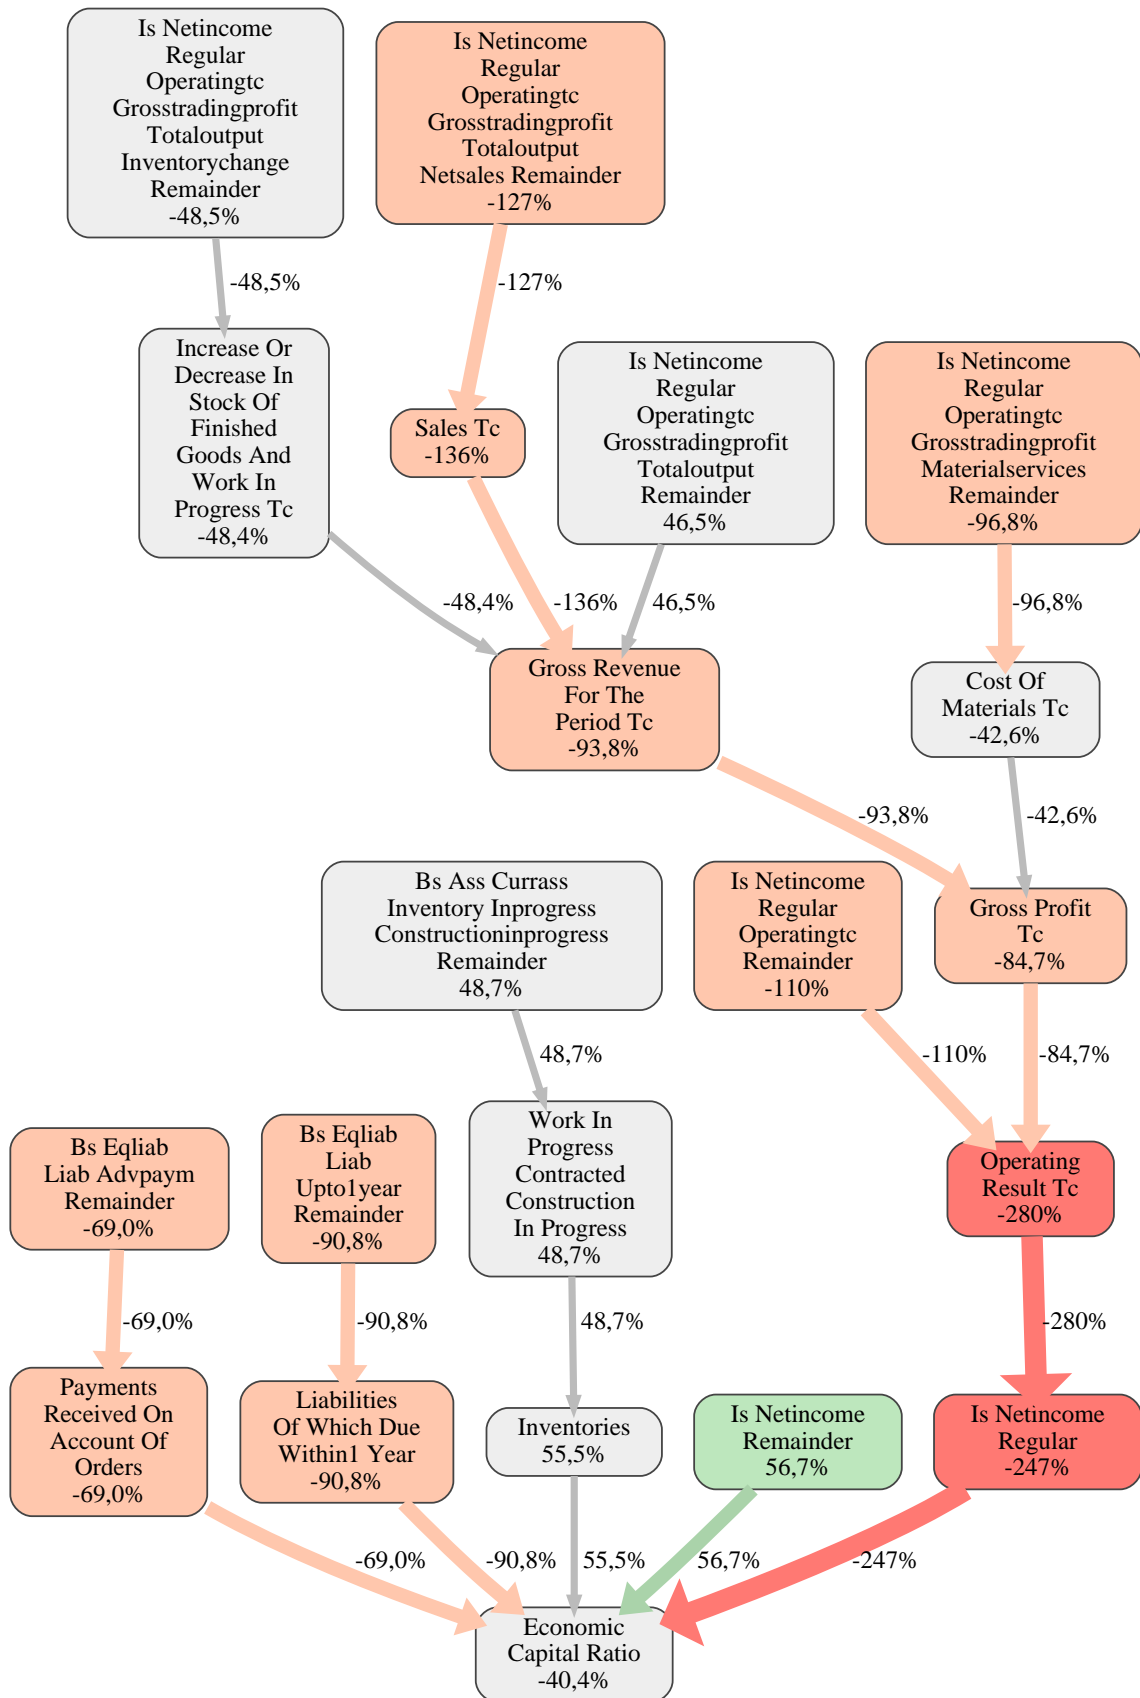 Is Netincome
Regular
Operatingtc
Grosstradingprofit
Totaloutput
Inventorychange
Remainder
-48,5%
Is Netincome
Regular
Operatingtc
Grosstradingprofit
Totaloutput
Netsales Remainder
-127%
-48,5%
-127%
Increase Or
Decrease In
Stock Of
Finished
Goods And
Work In
Progress Tc
-48,4%
Sales Tc
-136%
Is Netincome
Regular
Operatingtc
Grosstradingprofit
Totaloutput
Remainder
46,5%
Is Netincome
Regular
Operatingtc
Grosstradingprofit
Materialservices
Remainder
-96,8%
-48,4%
-136%
46,5%
-96,8%
Gross Revenue
For The
Period Tc
-93,8%
Cost Of
Materials Tc
-42,6%
-93,8%
-42,6%
Bs Ass Currass
Inventory Inprogress
Constructioninprogress
Remainder
48,7%
Is Netincome
Regular
Operatingtc
Remainder
-110%
Gross Profit
Tc
-84,7%
48,7%
-110%
-84,7%
Bs Eqliab
Liab Advpaym
Remainder
-69,0%
Bs Eqliab
Liab
Upto1year
Remainder
-90,8%
Work In
Progress
Contracted
Construction
In Progress
48,7%
Operating
Result Tc
-280%
-69,0%
-90,8%
48,7%
-280%
Payments
Received On
Account Of
Orders
-69,0%
Liabilities
Of Which Due
Within1 Year
-90,8%
Inventories
55,5%
Is Netincome
Remainder
56,7%
Is Netincome
Regular
-247%
-69,0%
-90,8%
55,5%
56,7%
-247%
Economic
Capital Ratio
-40,4%